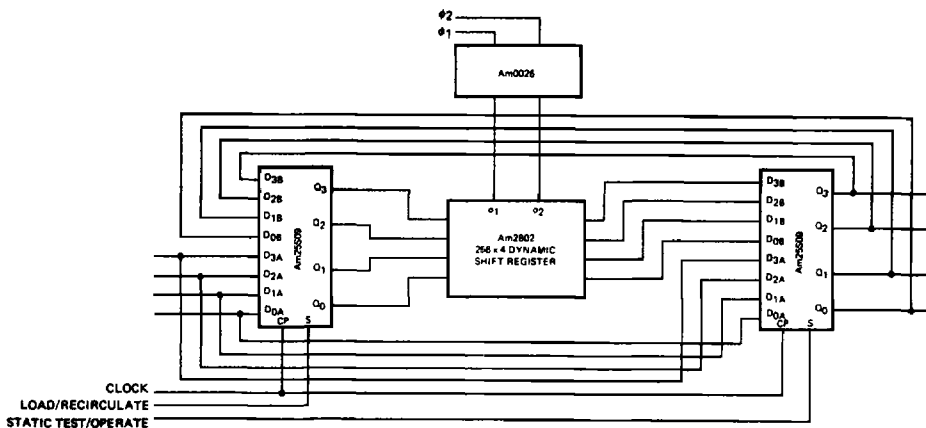 ϕ2
ϕ1
Am0026
D3B
D2B
D1B
D0B
D3A
D2A
D1A
D0A
CP
S
Am25S09
Q3
Q2
Q1
Q0
ϕ1
ϕ2
Am2802
256 x 4 DYNAMIC
SHIFT REGISTER
D3B
D2B
D1B
D0B
D3A
D2A
D1A
D0A
CP
S
Am25S09
Q3
Q2
Q1
Q0
CLOCK
LOAD/RECIRCULATE
STATIC TEST/OPERATE